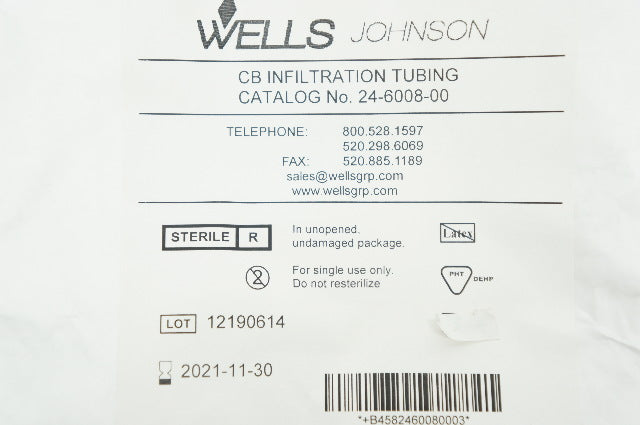 WELLS JOHNSON
CB INFILTRATION TUBING
CATALOG No. 24-6008-00
TELEPHONE: 800.528.1597
520.298.6069
FAX: 520.885.1189
sales@wellsgrp.com
www.wellsgrp.com
STERILE R In unopened, undamaged package.
Latex
2 For single use only.
Do not resterilize
PHT DEHP
LOT 12190614
2021-11-30
*+B4582460080003*